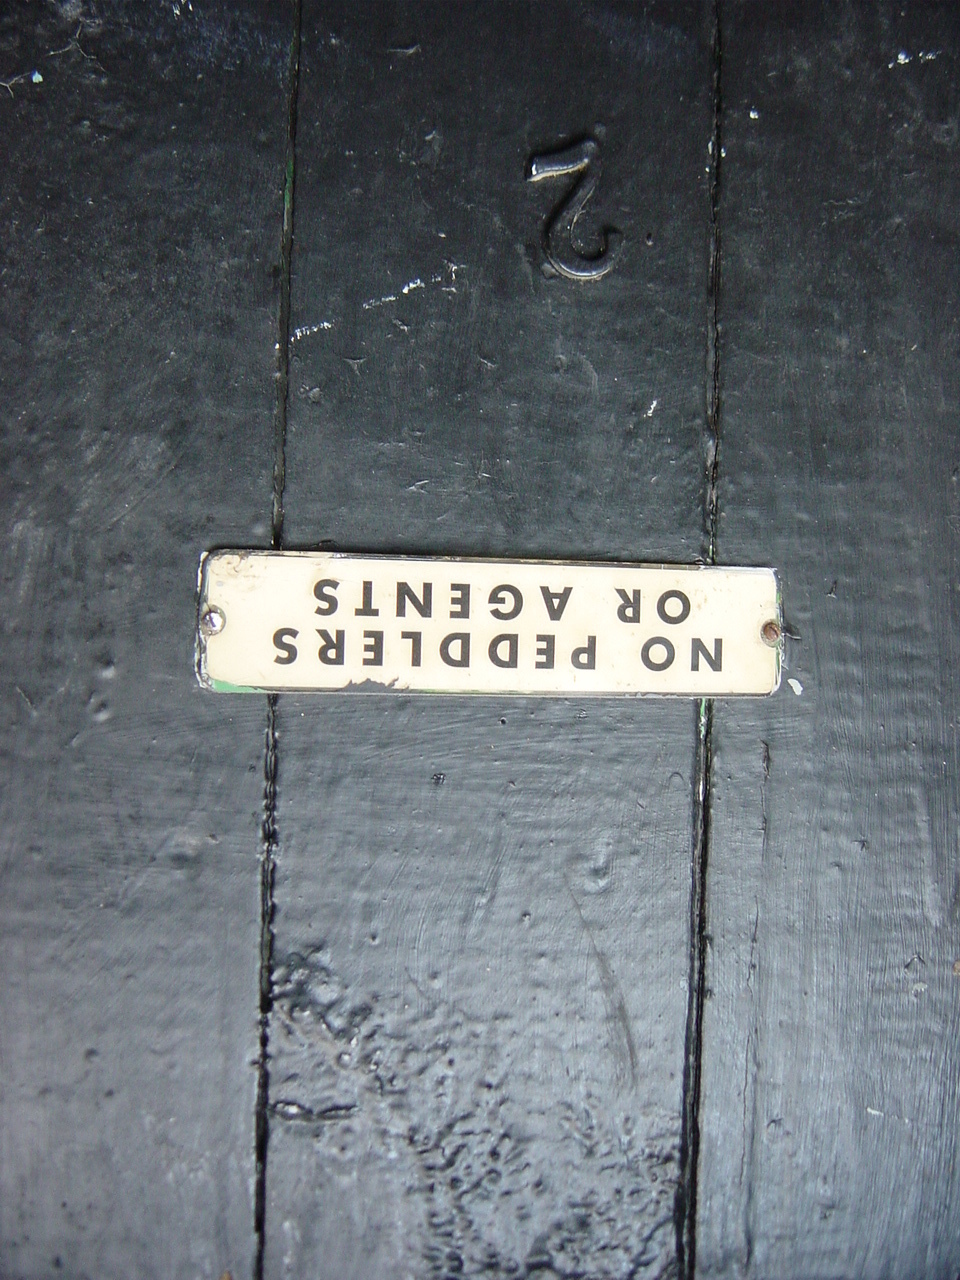 NO PEDDLERS
OR AGENTS
2